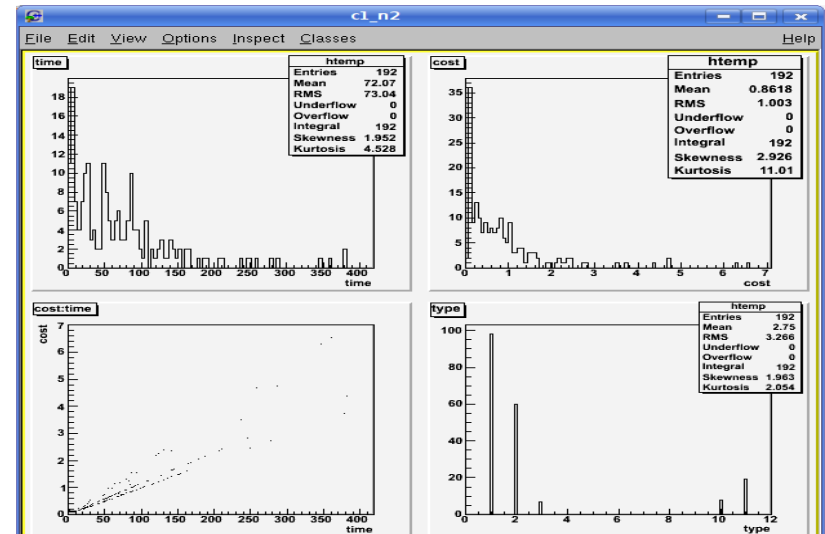 cl_n2
File Edit View Options Inspect Classes Help
time
htemp
Entries 192
Mean 72.07
RMS 73.04
Underflow 0
Overflow 0
Integral 192
Skewness 1.952
Kurtosis 4.528
18
16
14
12
10
8
6
4
2
0
0 50 100 150 200 250 300 350 400
time
cost
htemp
Entries 192
Mean 0.8618
RMS 1.003
Underflow 0
Overflow 0
Integral 192
Skewness 2.926
Kurtosis 11.01
35
30
25
20
15
10
5
0
0 1 2 3 4 5 6 7
cost
cost:time
cost
7
6
5
4
3
2
1
0
0 50 100 150 200 250 300 350 400
time
type
htemp
Entries 192
Mean 2.75
RMS 3.266
Underflow 0
Overflow 0
Integral 192
Skewness 1.963
Kurtosis 2.054
100
80
60
40
20
0
0 2 4 6 8 10 12
type